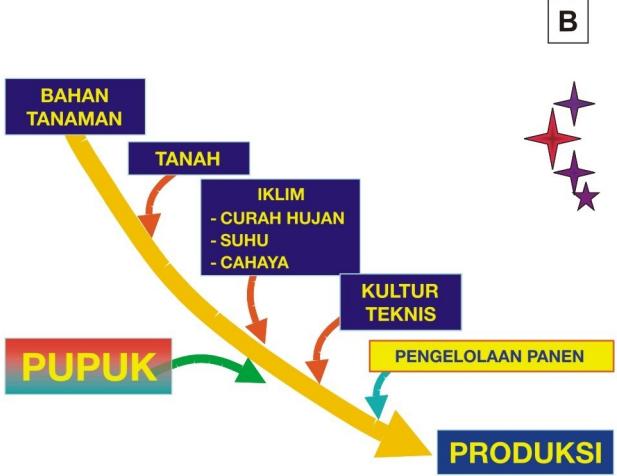 B
BAHAN
TANAMAN
TANAH
IKLIM
- CURAH HUJAN
- SUHU
- CAHAYA
KULTUR
TEKNIS
PUPUK
PENGELOLAAN PANEN
PRODUKSI